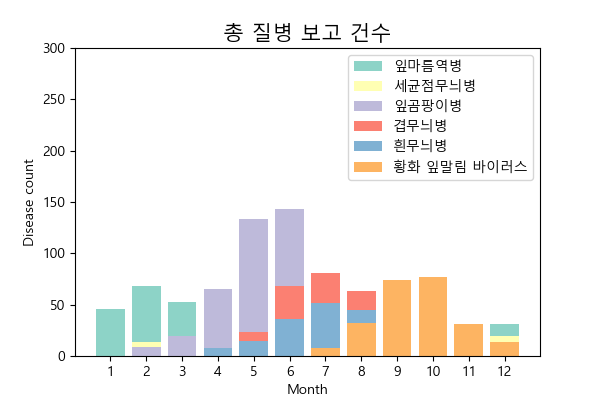 총 질병 보고 건수
300
250
200
150
100
50
0
Disease count
잎마름역병
세균점무늬병
잎곰팡이병
겹무늬병
흰무늬병
황화 잎말림 바이러스
1 2 3 4 5 6 7 8 9 10 11 12
Month